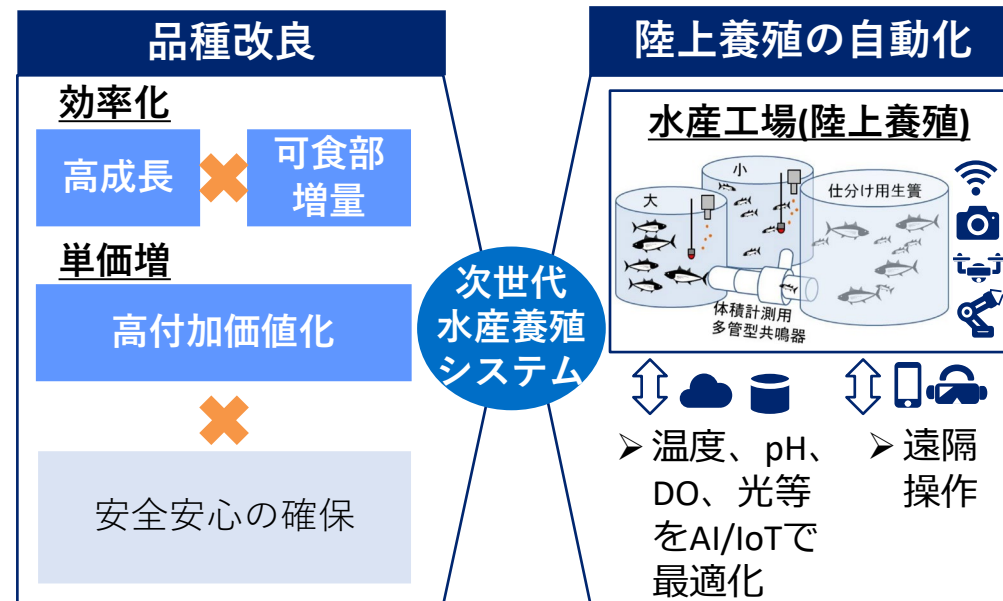 品種改良
効率化
高成長
可食部
増量
単価増
高付加価値化
安全安心の確保
次世代
水産養殖
システム
陸上養殖の自動化
水産工場(陸上養殖)
大
小
仕分け用生簀
体積計測用
多管型共鳴器
➢ 温度、pH、
DO、光等
をAI/IoTで
最適化
➢ 遠隔
操作